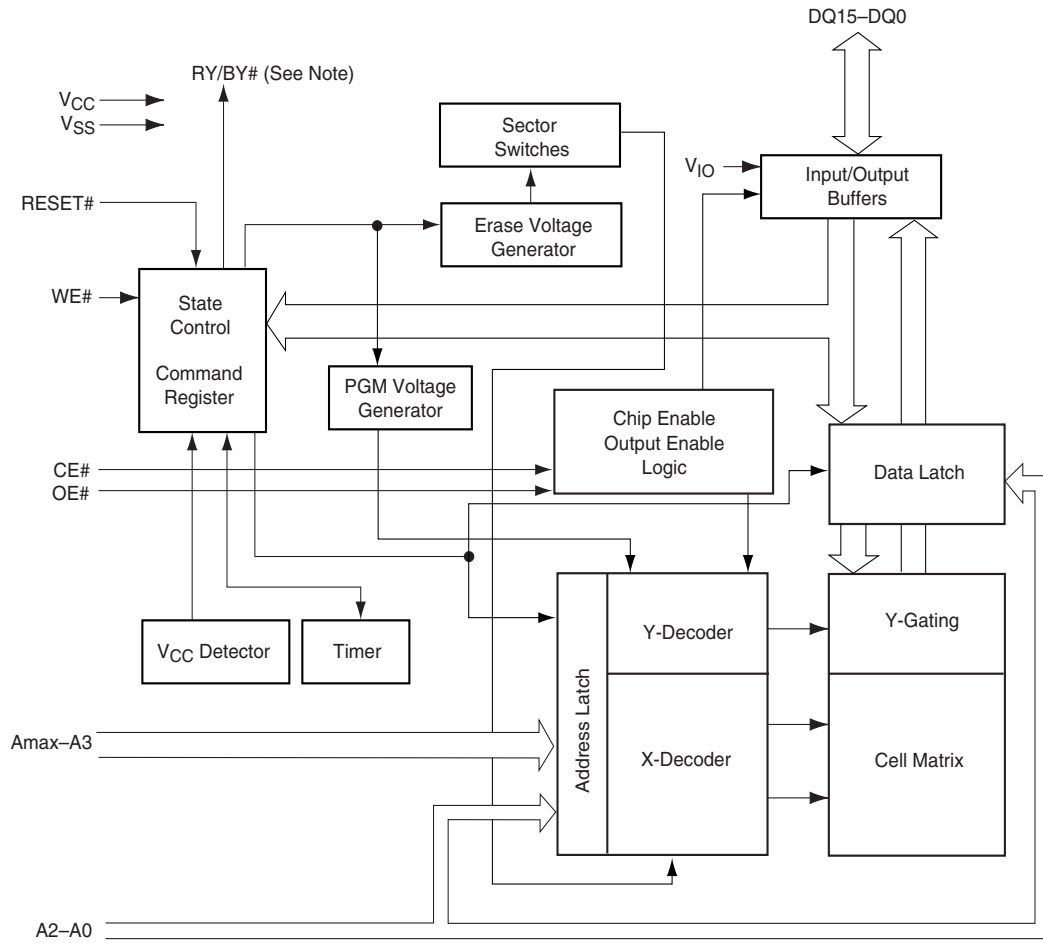 DQ15–DQ0
RY/BY# (See Note)
VCC
VSS
Sector
Switches
VIO
Input/Output
Buffers
RESET#
Erase Voltage
Generator
WE#
State
Control
Command
Register
PGM Voltage
Generator
Chip Enable
Output Enable
Logic
CE#
OE#
Data Latch
VCC Detector
Timer
Address Latch
Y-Decoder
Y-Gating
Amax–A3
X-Decoder
Cell Matrix
A2–A0